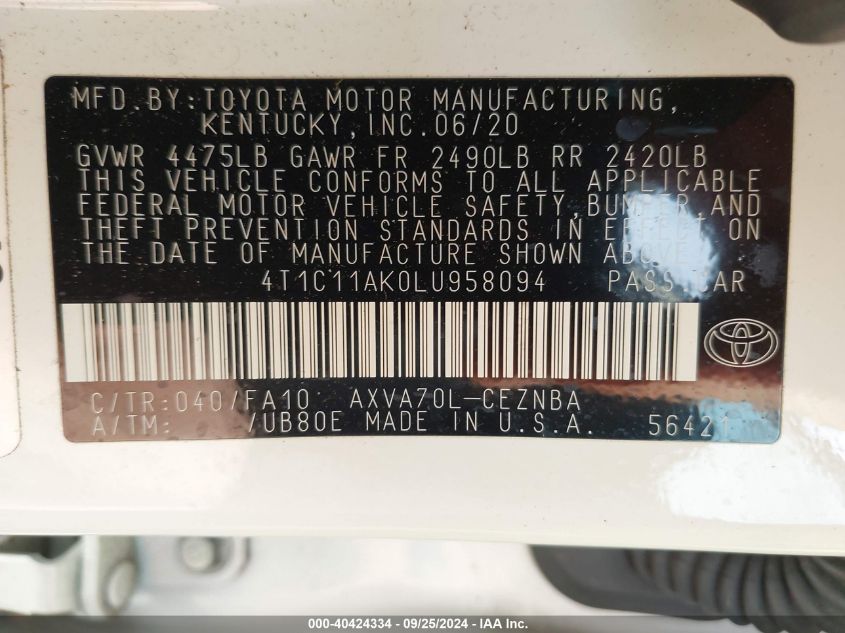 MFD.BY:TOYOTA MOTOR MANUFACTURING,
KENTUCKY,INC.06/20
GVWR 4475LB GAWR FR 2490LB RR 2420LB
THIS VEHICLE CONFORMS TO ALL APPLICABLE
FEDERAL MOTOR VEHICLE SAFETY,BUMPER,AND
THEFT PREVENTION STANDARDS IN EFFECT ON
THE DATE OF MANUFACTURE SHOWN ABOVE.
4T1C11AK0LU958094 PASS.CAR
C/TR:040/FA10 AXVA70L-CEZNBA
A/TM: /UB80E MADE IN U.S.A. 56421
000-40424334 - 09/25/2024 - IAA Inc.